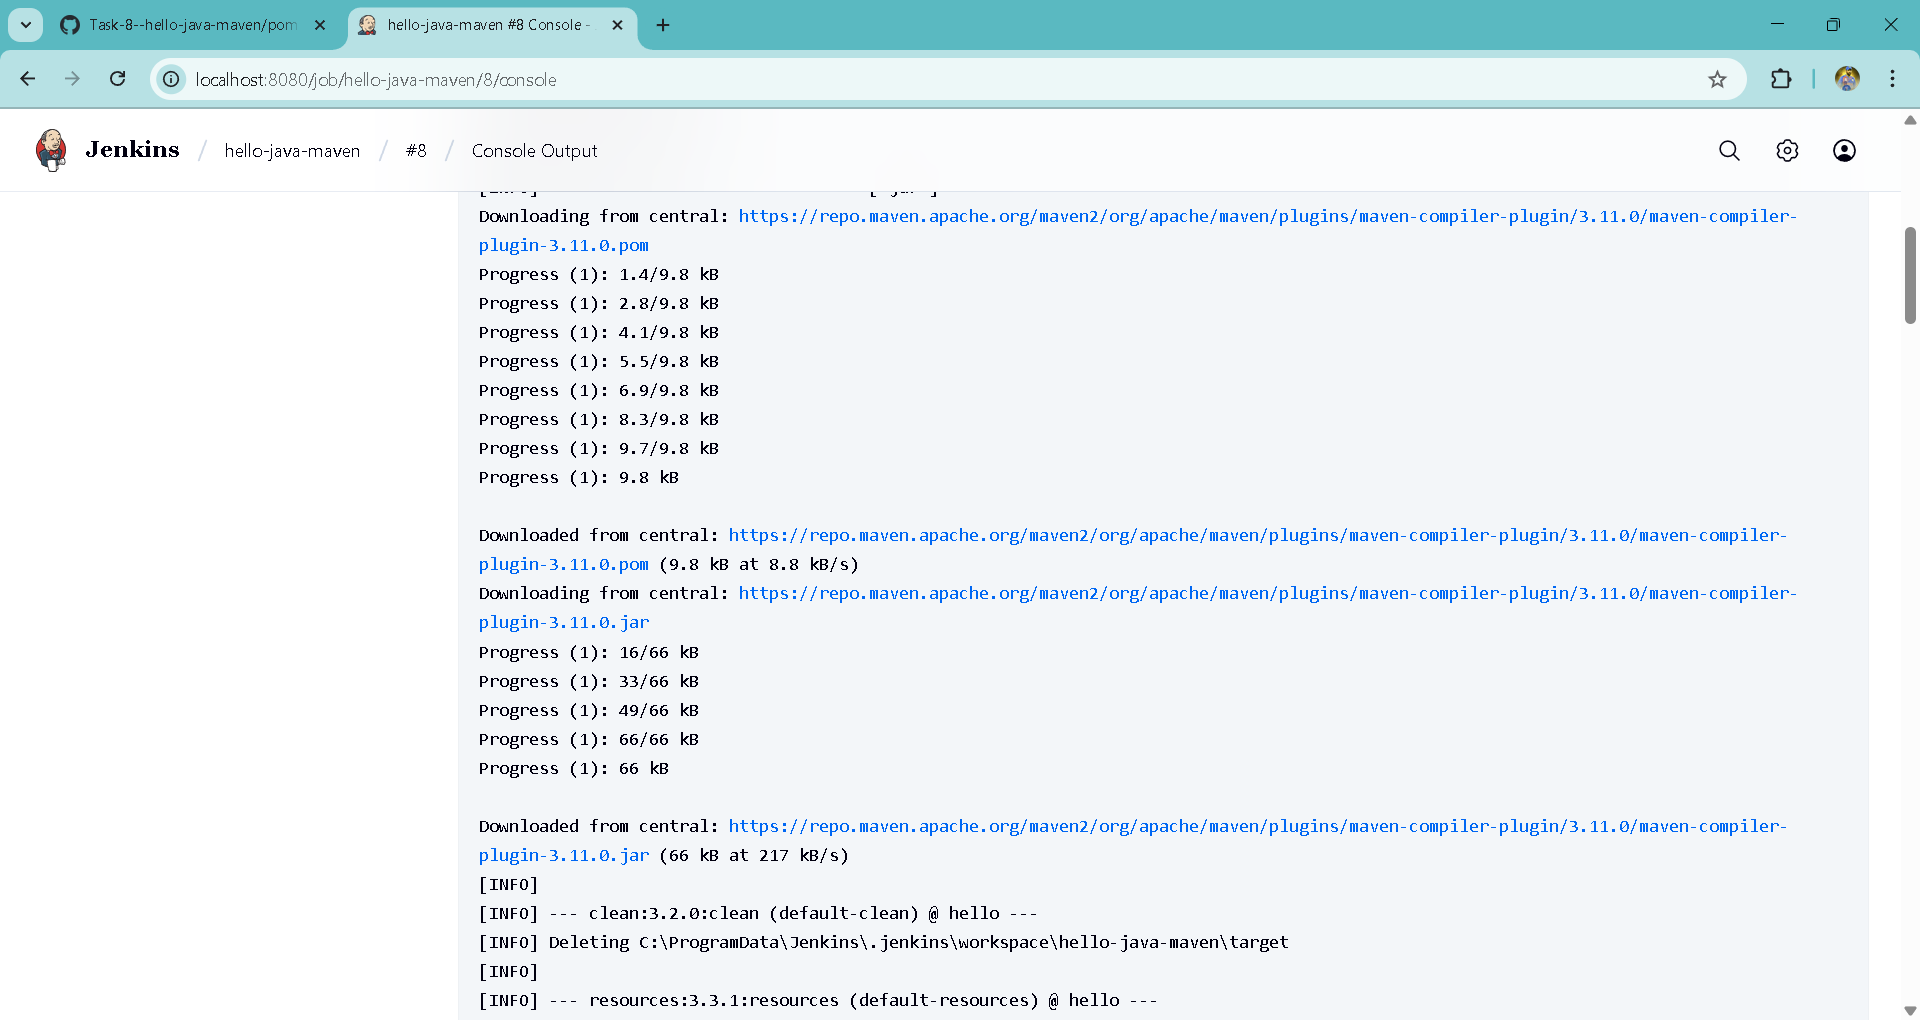 Task-8--hello-java-maven/pom
hello-java-maven #8 Console -
localhost:8080/job/hello-java-maven/8/console
Jenkins / hello-java-maven / #8 / Console Output
Downloading from central: https://repo.maven.apache.org/maven2/org/apache/maven/plugins/maven-compiler-plugin/3.11.0/maven-compiler-
plugin-3.11.0.pom
Progress (1): 1.4/9.8 kB
Progress (1): 2.8/9.8 kB
Progress (1): 4.1/9.8 kB
Progress (1): 5.5/9.8 kB
Progress (1): 6.9/9.8 kB
Progress (1): 8.3/9.8 kB
Progress (1): 9.7/9.8 kB
Progress (1): 9.8 kB
Downloaded from central: https://repo.maven.apache.org/maven2/org/apache/maven/plugins/maven-compiler-plugin/3.11.0/maven-compiler-
plugin-3.11.0.pom (9.8 kB at 8.8 kB/s)
Downloading from central: https://repo.maven.apache.org/maven2/org/apache/maven/plugins/maven-compiler-plugin/3.11.0/maven-compiler-
plugin-3.11.0.jar
Progress (1): 16/66 kB
Progress (1): 33/66 kB
Progress (1): 49/66 kB
Progress (1): 66/66 kB
Progress (1): 66 kB
Downloaded from central: https://repo.maven.apache.org/maven2/org/apache/maven/plugins/maven-compiler-plugin/3.11.0/maven-compiler-
plugin-3.11.0.jar (66 kB at 217 kB/s)
[INFO]
[INFO] --- clean:3.2.0:clean (default-clean) @ hello ---
[INFO] Deleting C:\ProgramData\Jenkins\.jenkins\workspace\hello-java-maven\target
[INFO]
[INFO] --- resources:3.3.1:resources (default-resources) @ hello ---